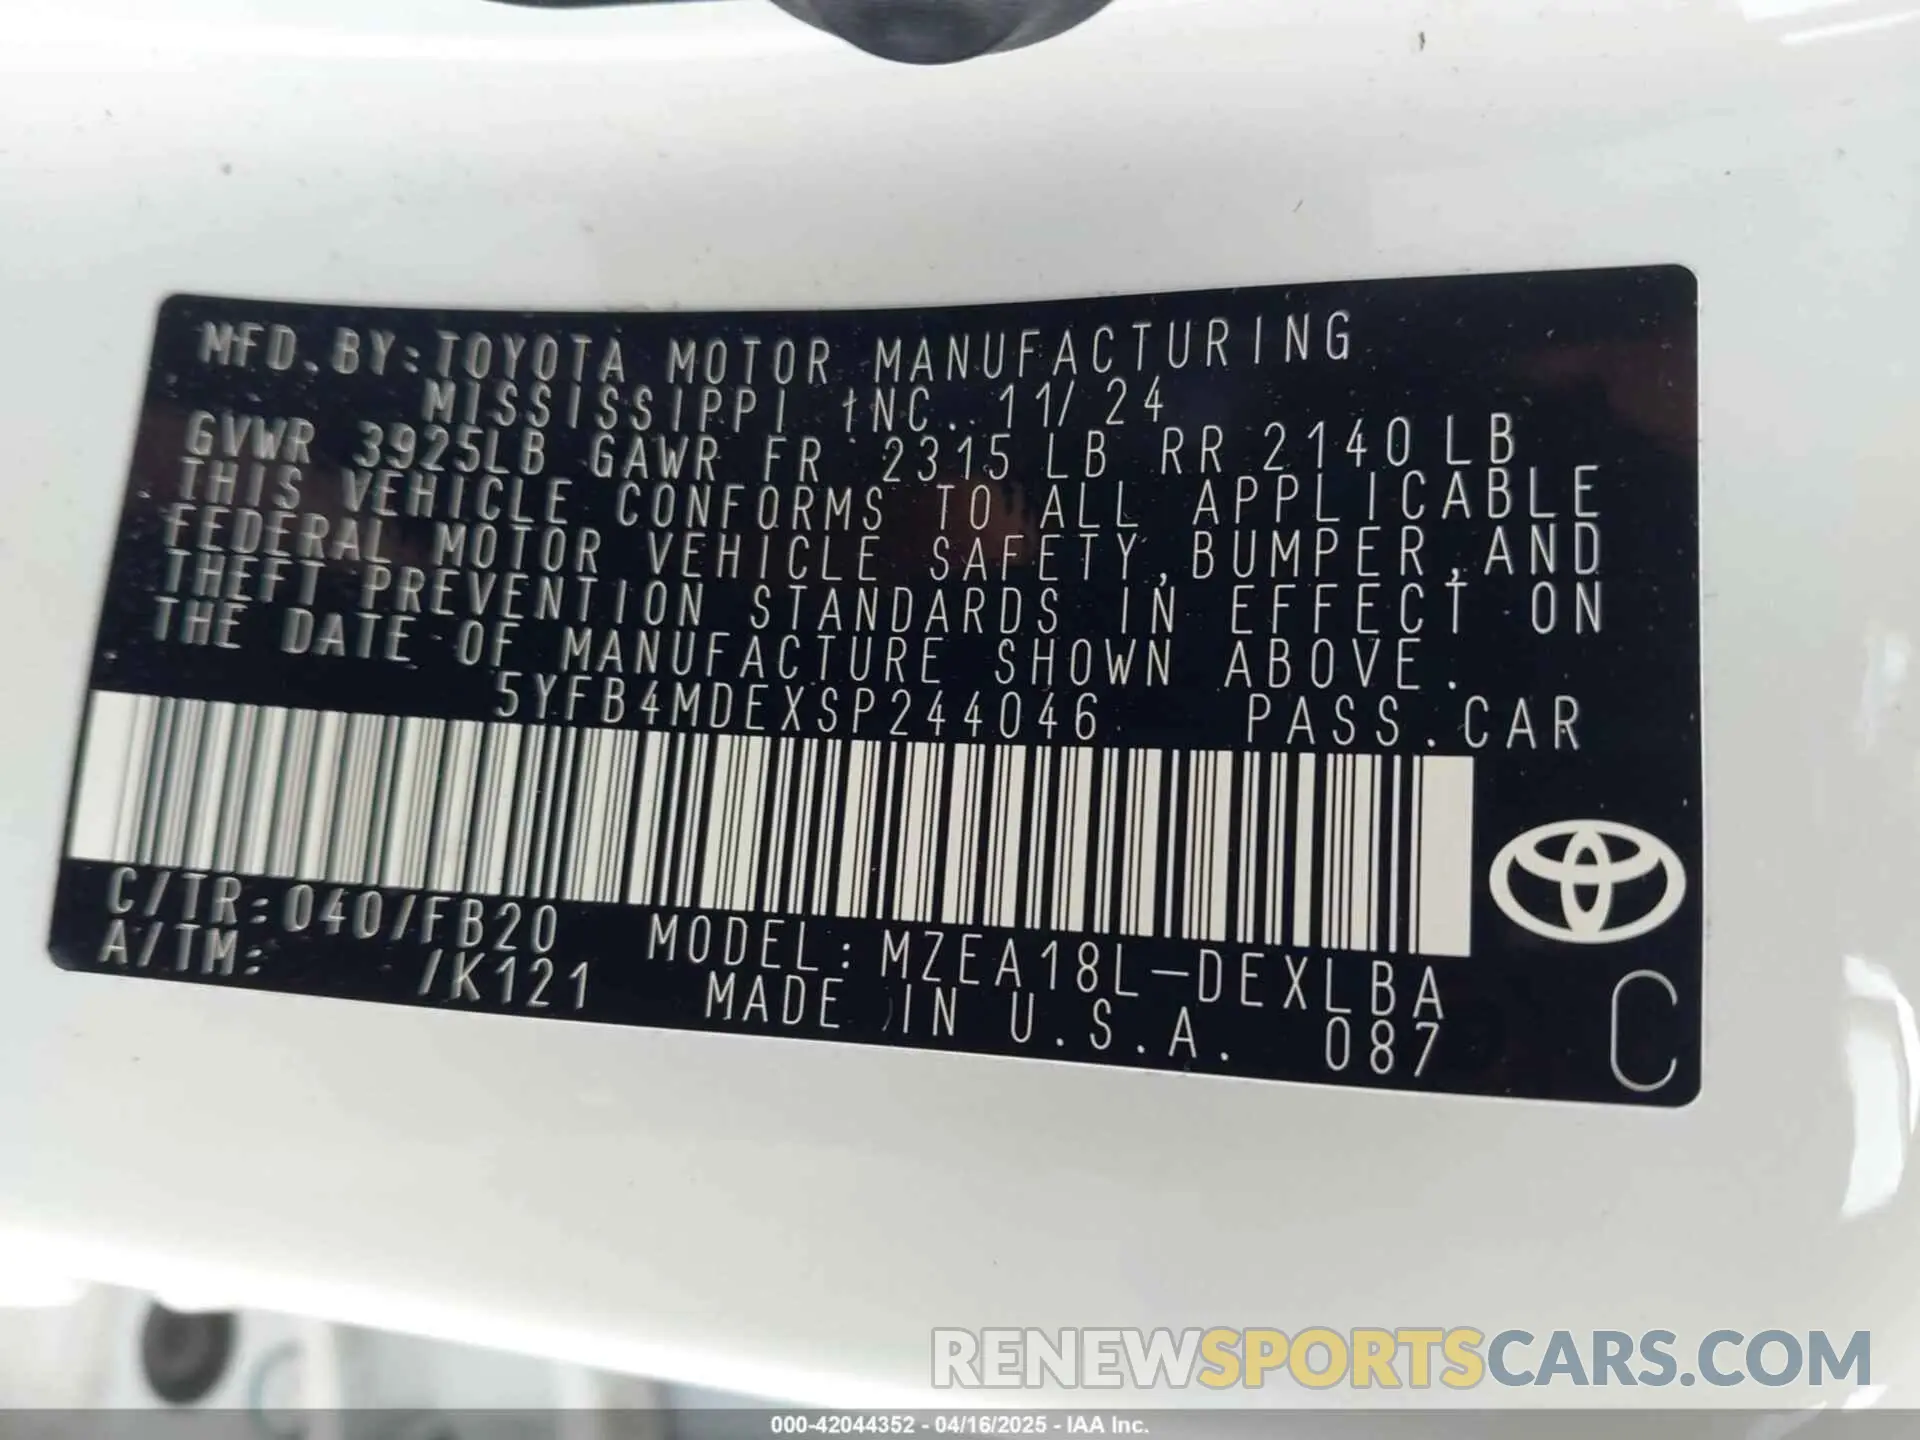 MFD.BY:TOYOTA MOTOR MANUFACTURING
MISSISSIPPI INC. 11/24
GVWR 3925LB GAWR FR 2315 LB RR 2140 LB
THIS VEHICLE CONFORMS TO ALL APPLICABLE
FEDERAL MOTOR VEHICLE SAFETY, BUMPER, AND
THEFT PREVENTION STANDARDS IN EFFECT ON
THE DATE OF MANUFACTURE SHOWN ABOVE.
5YFB4MDEXSP244046 PASS.CAR
C/TR:040/FB20 MODEL: MZEA18L-DEXLBA
A/TM: /K121 MADE IN U.S.A. 087 C
RENEWSPORTSCARS.COM
000-42044352 - 04/16/2025 - IAA Inc.